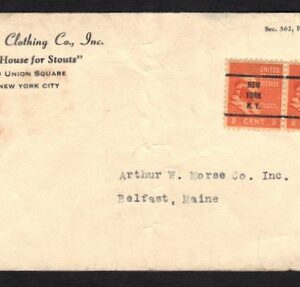 Clothing Co., Inc.
House for Stouts"
Union Square
New York City
Sec. 562, P
UNITED
NEW
YORK
N.Y.
CENT
Arthur W. Morse Co. Inc.
Belfast, Maine